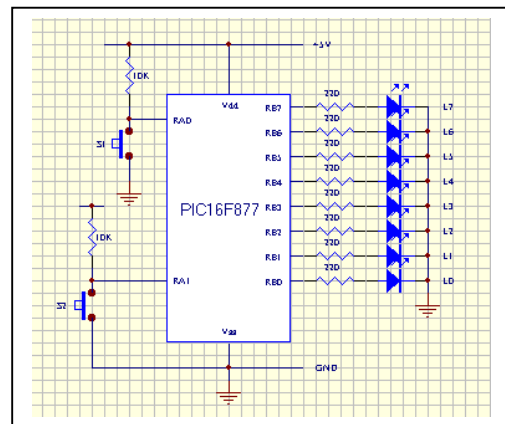 +5V
10K
Vdd
RA0
S1
RB7
220
L7
RB6
220
L6
RB5
220
L5
RB4
220
L4
PIC16F877
RB3
220
L3
10K
RB2
220
L2
RB1
220
L1
RA1
RB0
220
L0
S2
Vss
GND